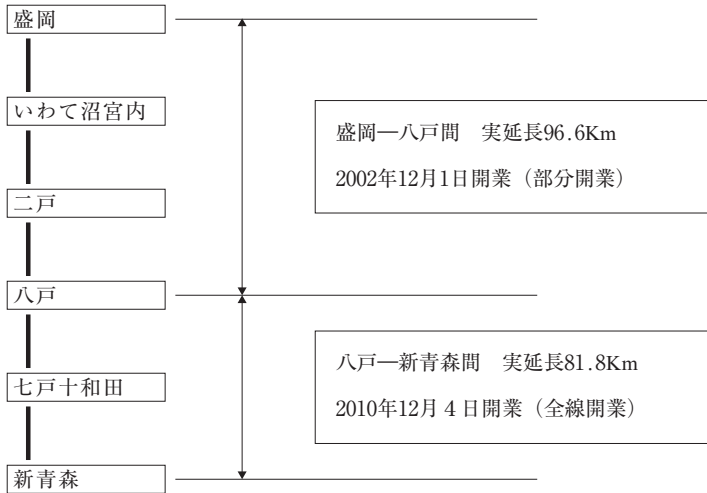 盛岡
いわて沼宮内
二戸
八戸
七戸十和田
新青森
盛岡―八戸間　実延長96.6Km
2002年12月1日開業（部分開業）
八戸―新青森間　実延長81.8Km
2010年12月４日開業（全線開業）